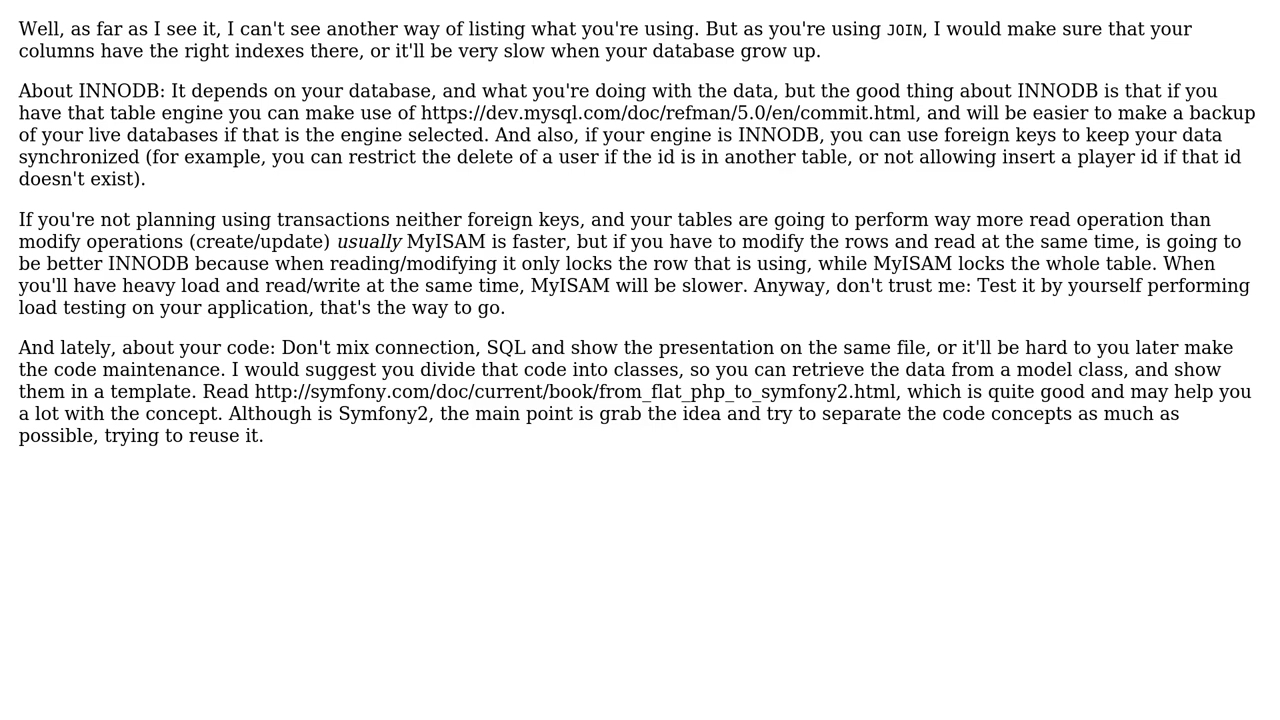 Well, as far as I see it, I can't see another way of listing what you're using. But as you're using JOIN, I would make sure that your
columns have the right indexes there, or it'll be very slow when your database grow up.
About INNODB: It depends on your database, and what you're doing with the data, but the good thing about INNODB is that if you
have that table engine you can make use of https://dev.mysql.com/doc/refman/5.0/en/commit.html, and will be easier to make a backup
of your live databases if that is the engine selected. And also, if your engine is INNODB, you can use foreign keys to keep your data
synchronized (for example, you can restrict the delete of a user if the id is in another table, or not allowing insert a player id if that id
doesn't exist).
If you're not planning using transactions neither foreign keys, and your tables are going to perform way more read operation than
modify operations (create/update) usually MyISAM is faster, but if you have to modify the rows and read at the same time, is going to
be better INNODB because when reading/modifying it only locks the row that is using, while MyISAM locks the whole table. When
you'll have heavy load and read/write at the same time, MyISAM will be slower. Anyway, don't trust me: Test it by yourself performing
load testing on your application, that's the way to go.
And lately, about your code: Don't mix connection, SQL and show the presentation on the same file, or it'll be hard to you later make
the code maintenance. I would suggest you divide that code into classes, so you can retrieve the data from a model class, and show
them in a template. Read http://symfony.com/doc/current/book/from_flat_php_to_symfony2.html, which is quite good and may help you
a lot with the concept. Although is Symfony2, the main point is grab the idea and try to separate the code concepts as much as
possible, trying to reuse it.